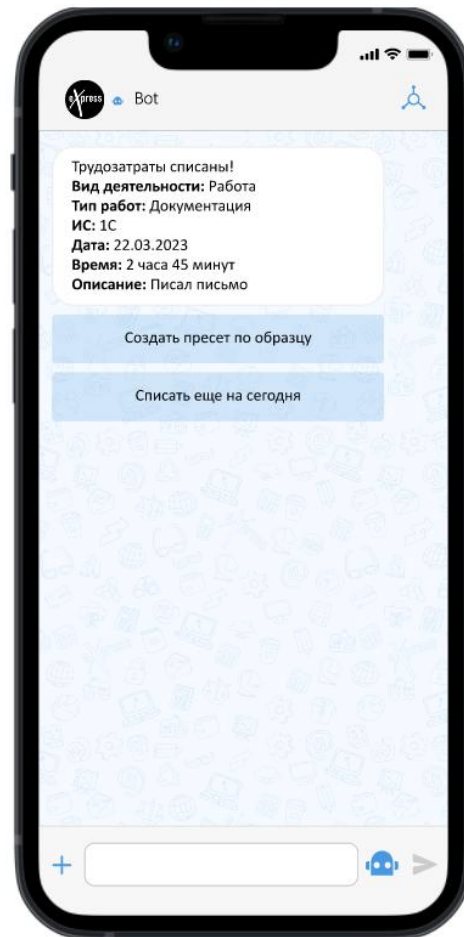 eXpress
Bot
Трудозатраты списаны!
Вид деятельности: Работа
Тип работ: Документация
ИС: 1С
Дата: 22.03.2023
Время: 2 часа 45 минут
Описание: Писал письмо
Создать пресет по образцу
Списать еще на сегодня